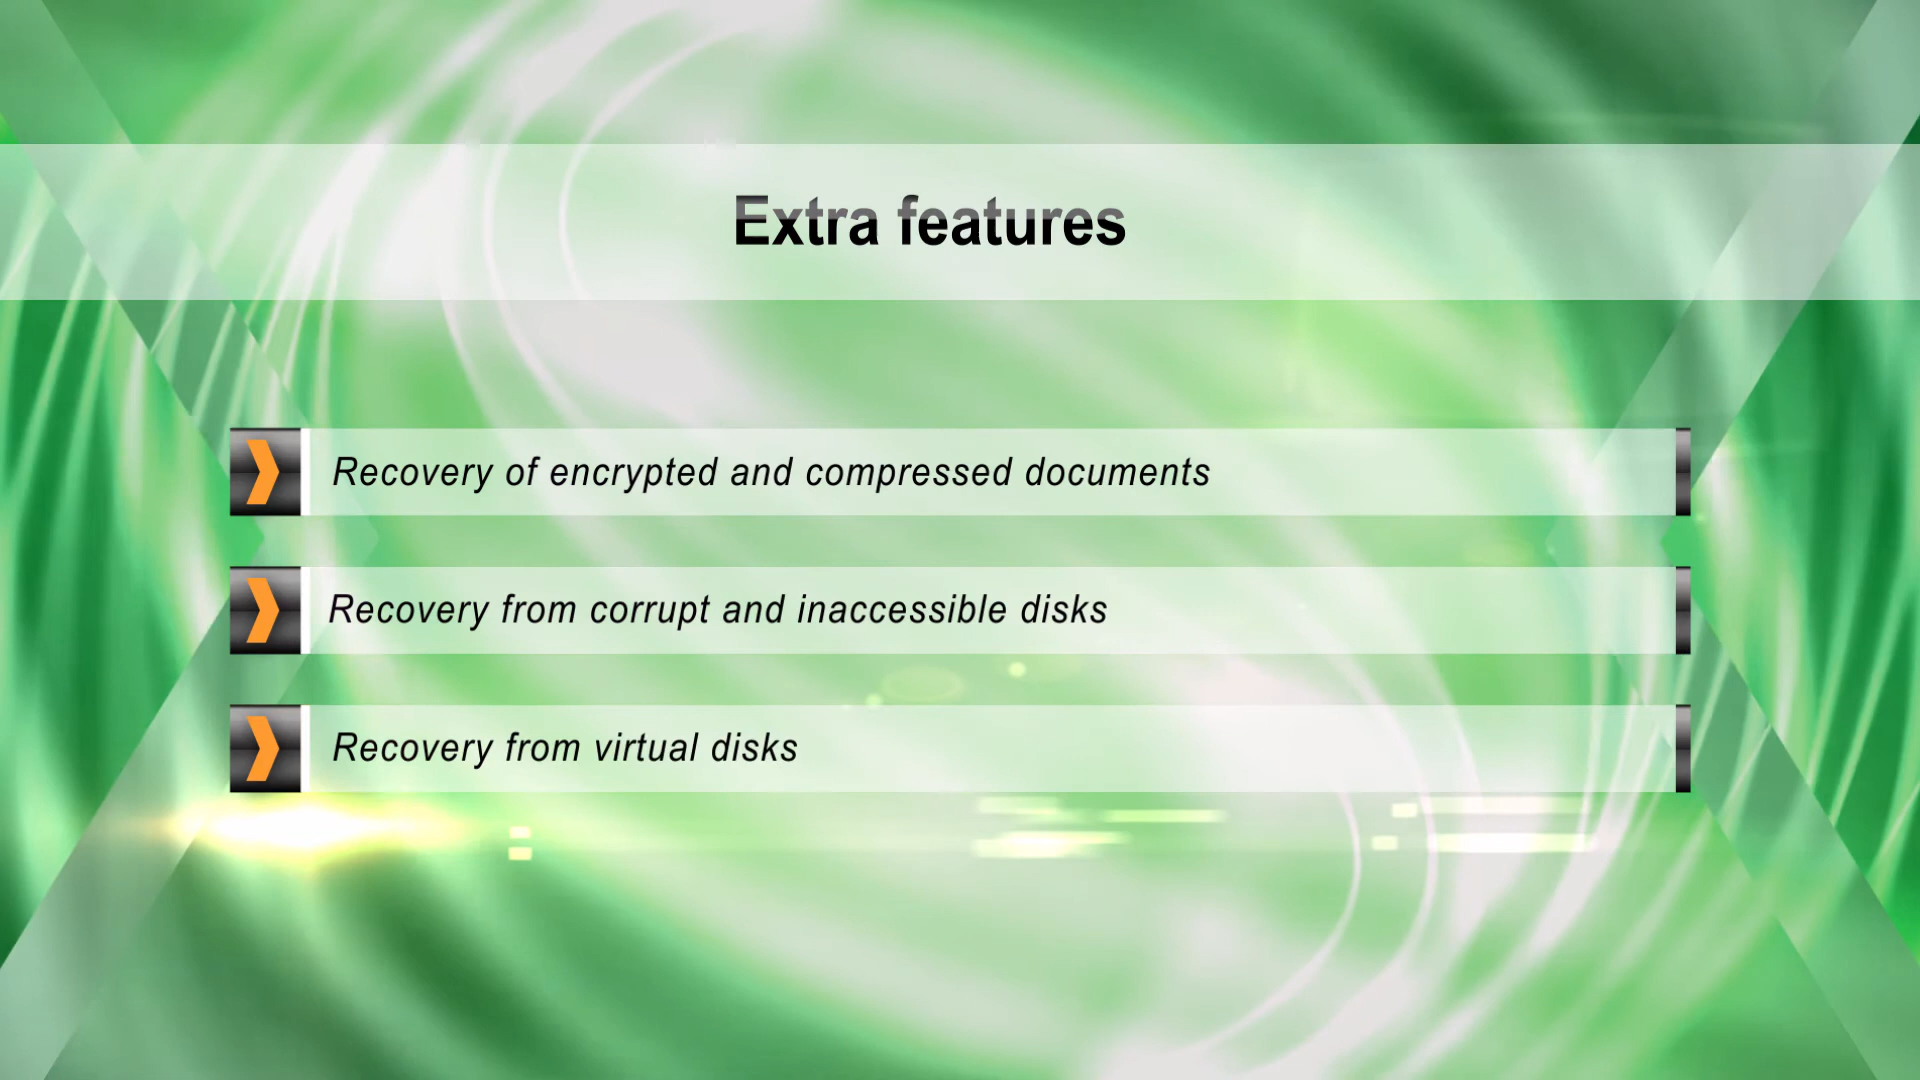 Extra features
Recovery of encrypted and compressed documents
Recovery from corrupt and inaccessible disks
Recovery from virtual disks